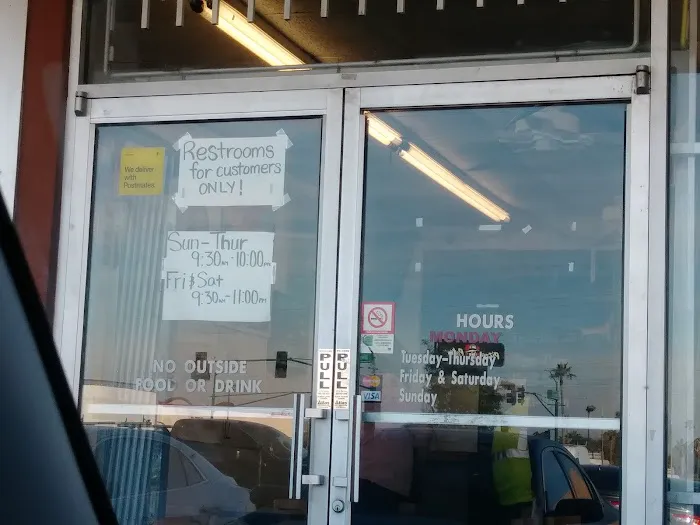 We deliver
with
Postmates
Restrooms
for customers
ONLY!
Sun-Thur
9:30am-10:00pm
Fri & Sat
9:30am-11:00pm
NO OUTSIDE
FOOD OR DRINK
PULL
PULL
HOURS
MONDAY
Tuesday-Thursday
Friday & Saturday
Sunday
VISA